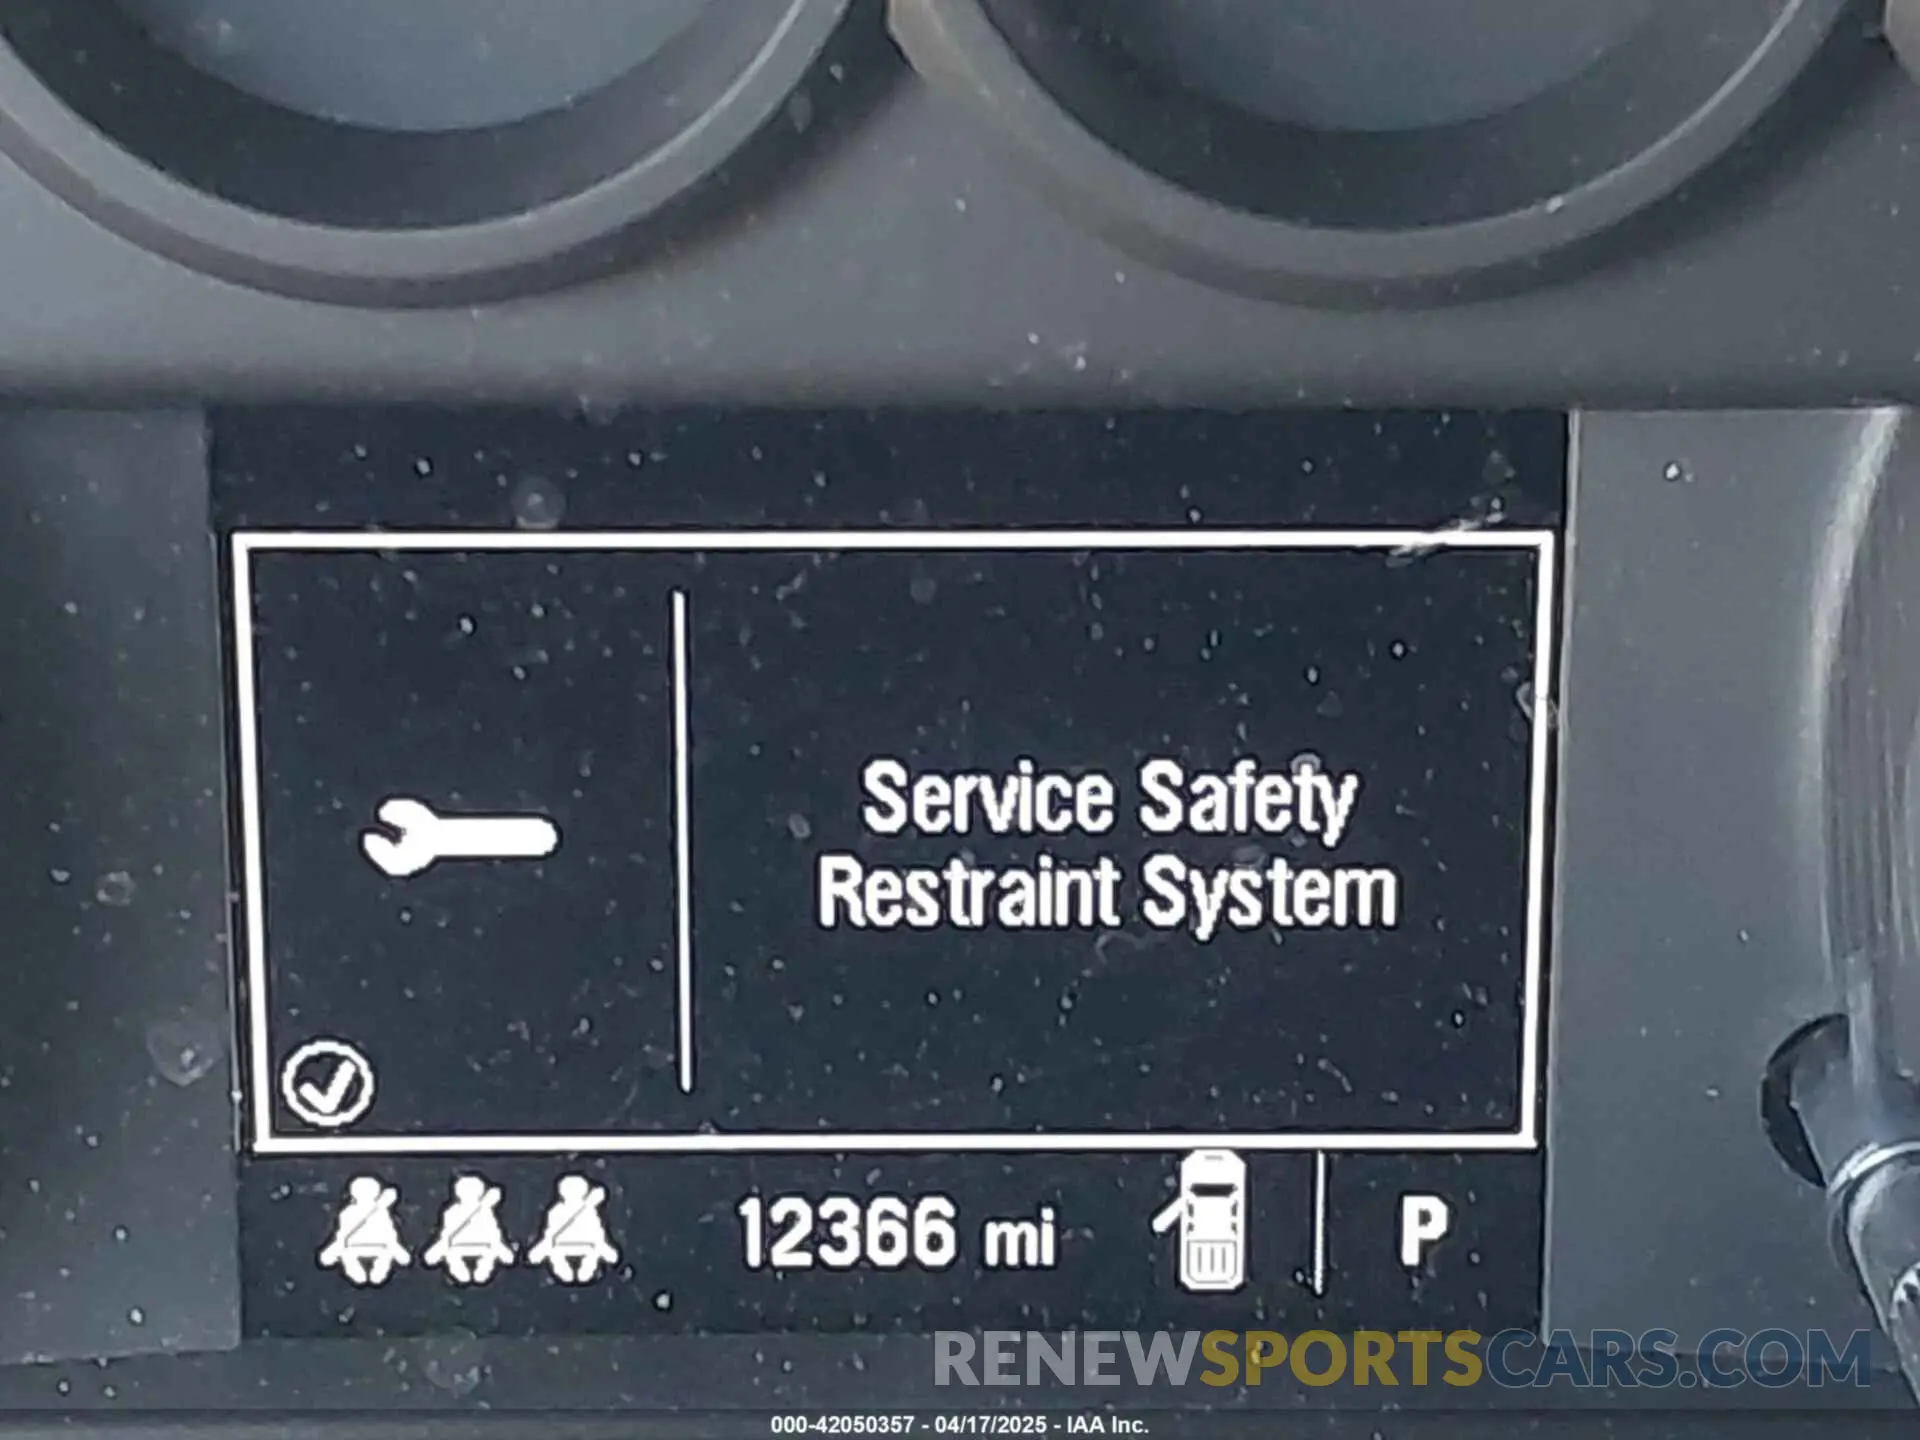 Service Safety
Restraint System
12366 mi
P
RENEWSPORTSCARS.COM
000-42050357 - 04/17/2025 - IAA Inc.